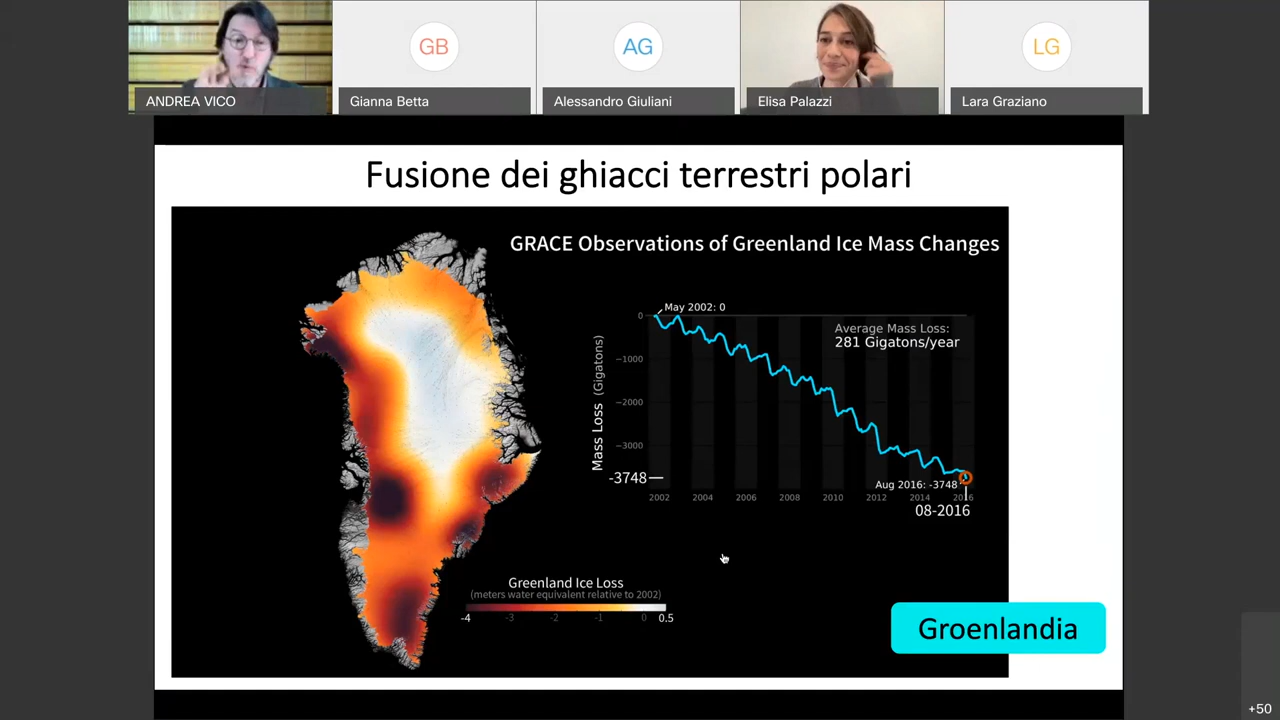 GB
AG
LG
ANDREA VICO
Gianna Betta
Alessandro Giuliani
Elisa Palazzi
Lara Graziano
Fusione dei ghiacci terrestri polari
GRACE Observations of Greenland Ice Mass Changes
May 2002: 0
Average Mass Loss:
281 Gigatons/year
Mass Loss (Gigatons)
0
-1000
-2000
-3000
-3748
Aug 2016: -3748
2002 2004 2006 2008 2010 2012 2014 2016
08-2016
Greenland Ice Loss
(meters water equivalent relative to 2002)
-4 -3 -2 -1 0 0.5
Groenlandia
+50